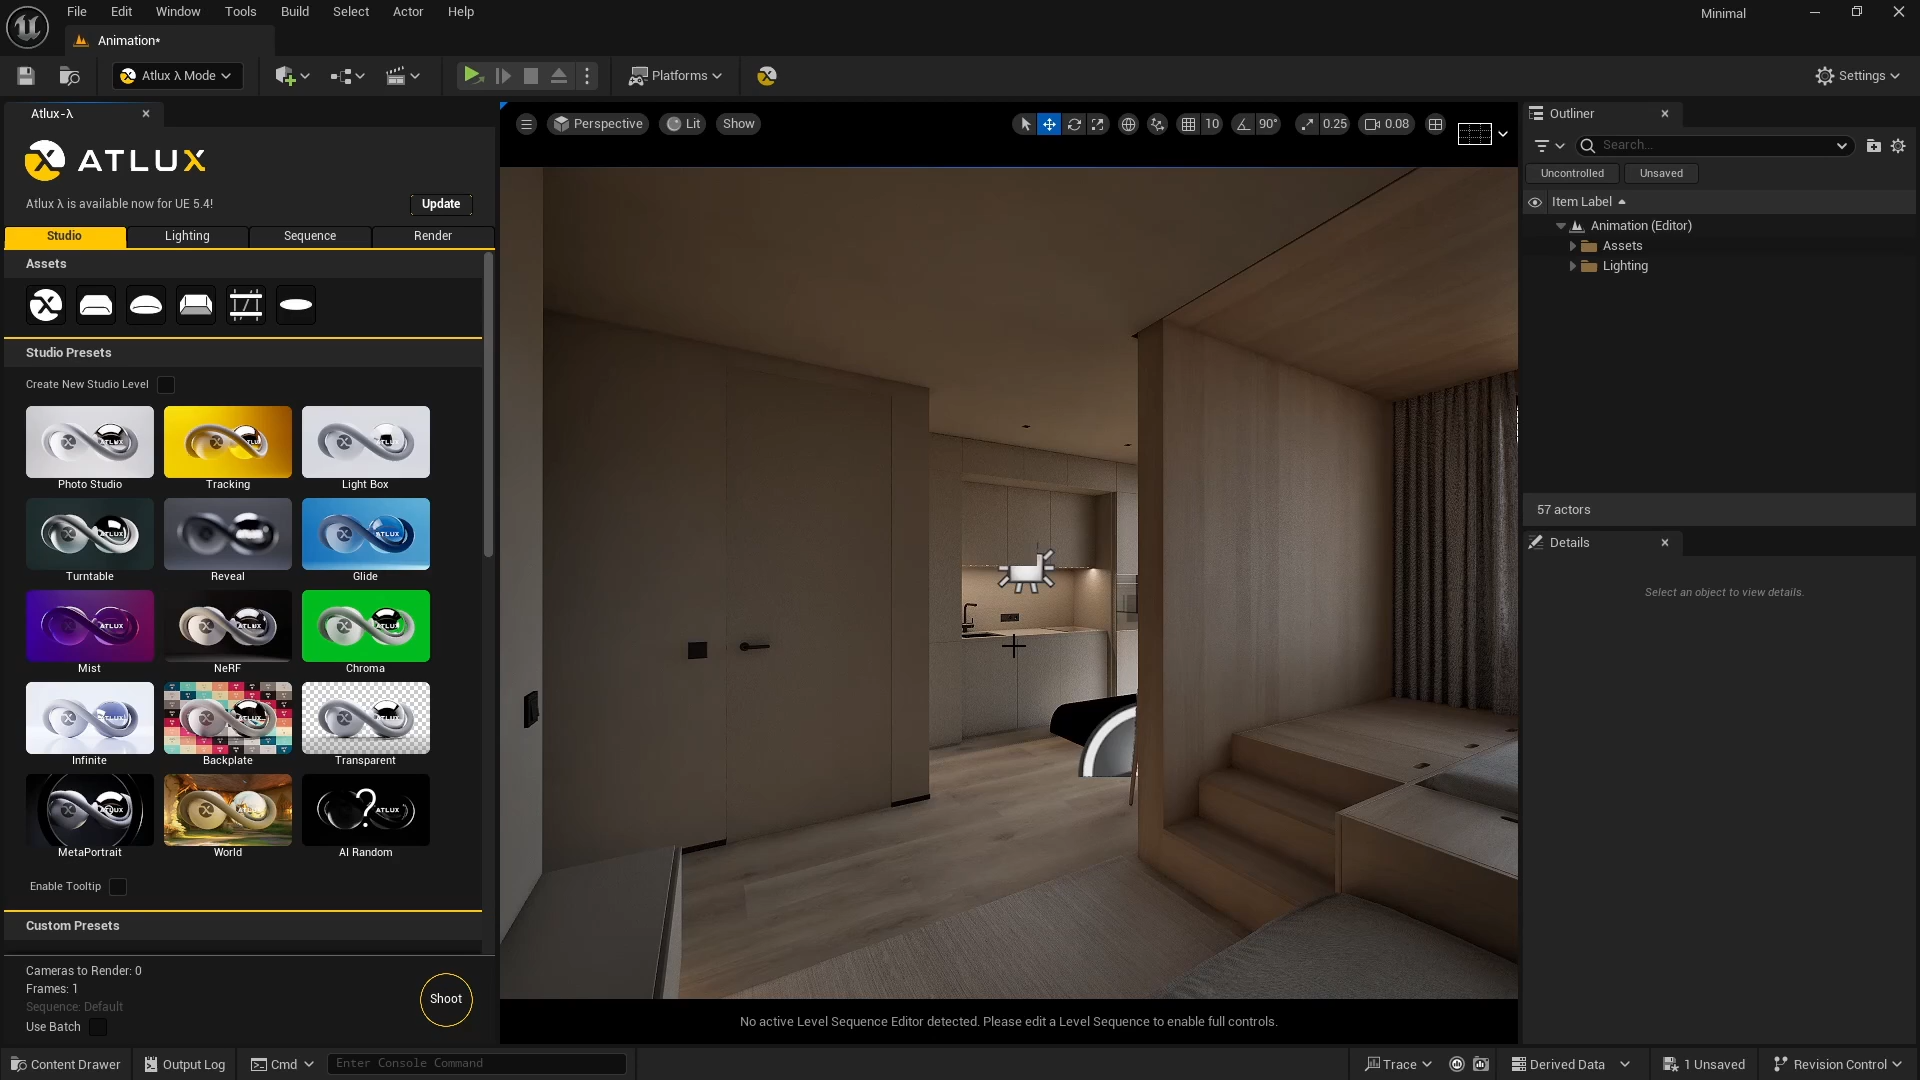 File Edit Window Tools Build Select Actor Help
Minimal
Animation*
Atlux λ Mode
Platforms
Settings
Atlux-λ
ATLUX
Atlux λ is available now for UE 5.4!
Update
Studio Lighting Sequence Render
Assets
Studio Presets
Create New Studio Level
Photo Studio Tracking Light Box
Turntable Reveal Glide
Mist NeRF Chroma
Infinite Backplate Transparent
MetaPortrait World AI Random
Enable Tooltip
Custom Presets
Cameras to Render: 0
Frames: 1
Sequence: Default
Use Batch
Shoot
Perspective Lit Show
10 90° 0.25 0.08
No active Level Sequence Editor detected. Please edit a Level Sequence to enable full controls.
Outliner
Search...
Uncontrolled Unsaved
Item Label
Animation (Editor)
Assets
Lighting
57 actors
Details
Select an object to view details.
Content Drawer Output Log Cmd Enter Console Command
Trace Derived Data 1 Unsaved Revision Control